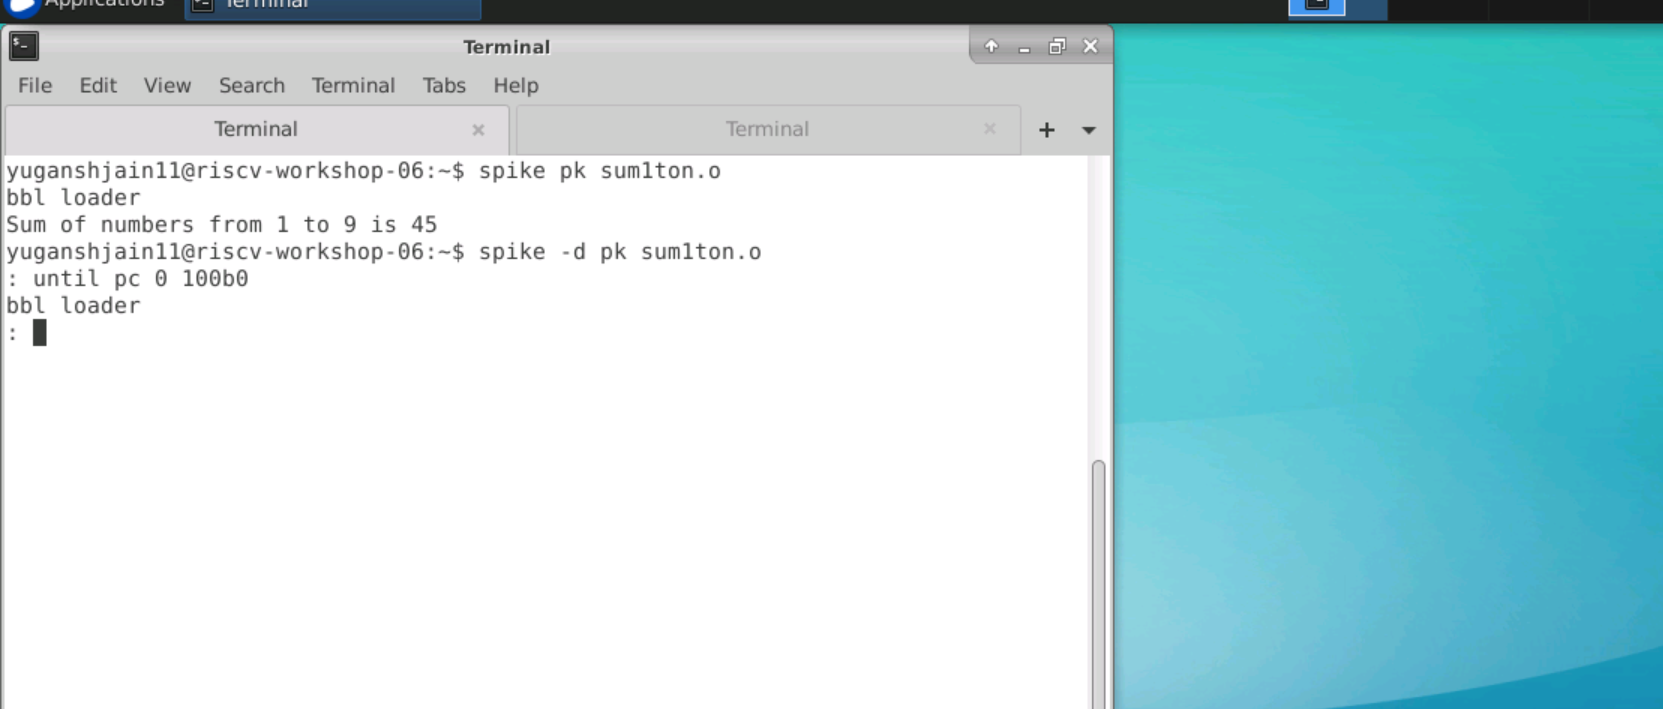 Applications
Terminal
Terminal
File Edit View Search Terminal Tabs Help
Terminal
Terminal
yuganshjain11@riscv-workshop-06:~$ spike pk sum1ton.o
bbl loader
Sum of numbers from 1 to 9 is 45
yuganshjain11@riscv-workshop-06:~$ spike -d pk sum1ton.o
: until pc 0 100b0
bbl loader
: